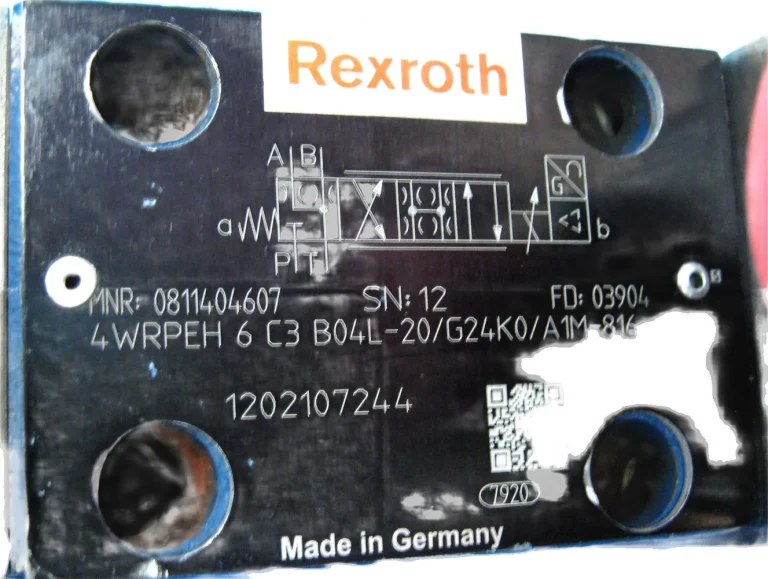 Rexroth
A B
G
a b
P T
MNR: 0811404607 SN: 12 FD: 03904
4WRPEH 6 C3 B04L-20/G24K0/A1M-816
1202107244
7920
Made in Germany